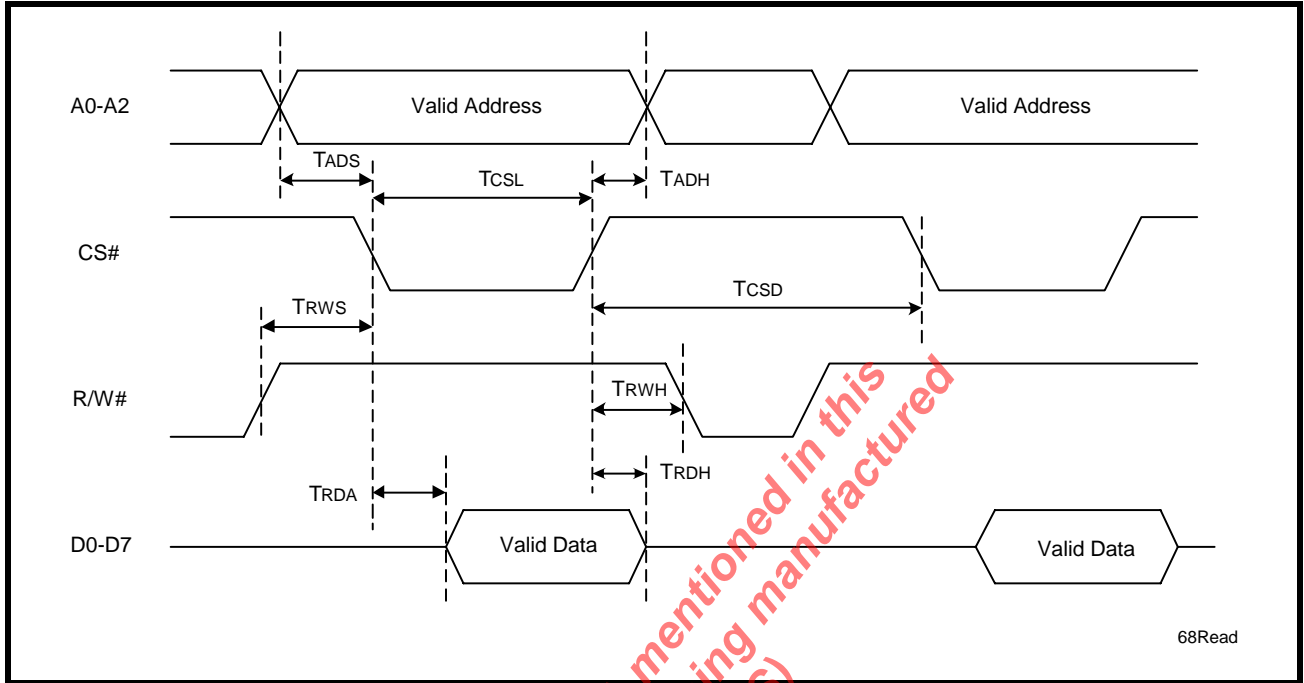 A0-A2
Valid Address
Valid Address
TADS
TCSL
TADH
CS#
TCSD
TRWS
R/W#
TRWH
TRDH
TRDA
D0-D7
Valid Data
Valid Data
68Read
mentioned in this
ing manufactured
s)